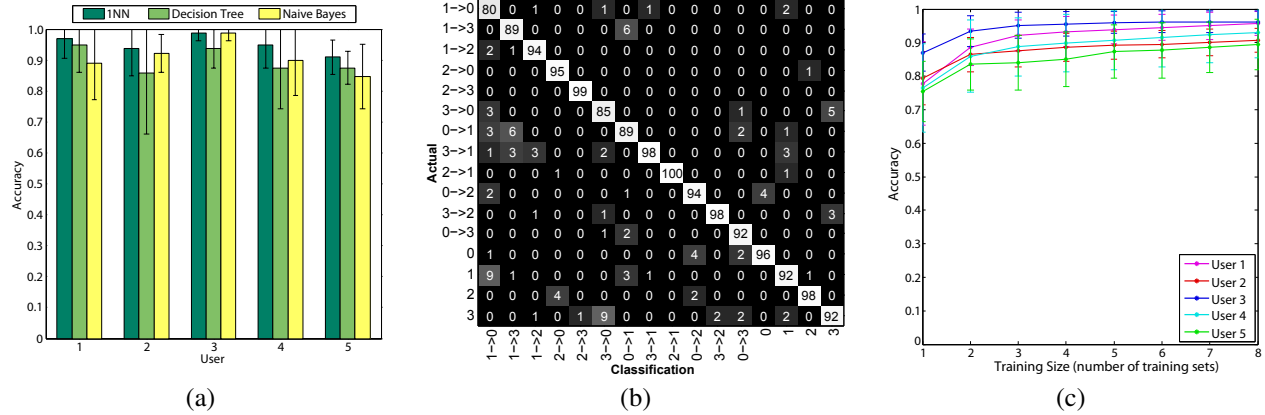 1NN Decision Tree Naive Bayes
1
0.9
0.8
0.7
0.6
0.5
0.4
0.3
0.2
0.1
0
Accuracy
1 2 3 4 5
User
(a)
Actual
1->0 80 0 1 0 0 1 0 1 0 0 0 0 0 2 0 0
1->3 0 89 0 0 0 0 6 0 0 0 0 0 0 0 0 0
1->2 2 1 94 0 0 0 0 0 0 0 0 0 0 0 0 0
2->0 0 0 0 95 0 0 0 0 0 0 0 0 0 0 1 0
2->3 0 0 0 0 99 0 0 0 0 0 0 0 0 0 0 0
3->0 3 0 0 0 0 85 0 0 0 0 0 1 0 0 0 5
0->1 3 6 0 0 0 0 89 0 0 0 0 2 0 1 0 0
3->1 1 3 3 0 0 2 0 98 0 0 0 0 0 3 0 0
2->1 0 0 0 1 0 0 0 0 100 0 0 0 0 1 0 0
0->2 2 0 0 0 0 0 1 0 0 94 0 0 4 0 0 0
3->2 0 0 1 0 0 1 0 0 0 0 98 0 0 0 0 3
0->3 0 0 0 0 0 1 2 0 0 0 0 92 0 0 0 0
0 1 0 0 0 0 0 0 0 0 4 0 2 96 0 0 0
1 9 1 0 0 0 0 3 1 0 0 0 0 0 92 1 0
2 0 0 0 4 0 0 0 0 0 2 0 0 0 0 98 0
3 0 0 1 0 1 9 0 0 0 0 2 2 0 2 0 92
1->0 1->3 1->2 2->0 2->3 3->0 0->1 3->1 2->1 0->2 3->2 0->3 0 1 2 3
Classification
(b)
1
0.9
0.8
0.7
0.6
0.5
0.4
0.3
0.2
0.1
0
Accuracy
User 1
User 2
User 3
User 4
User 5
1 2 3 4 5 6 7 8
Training Size (number of training sets)
(c)